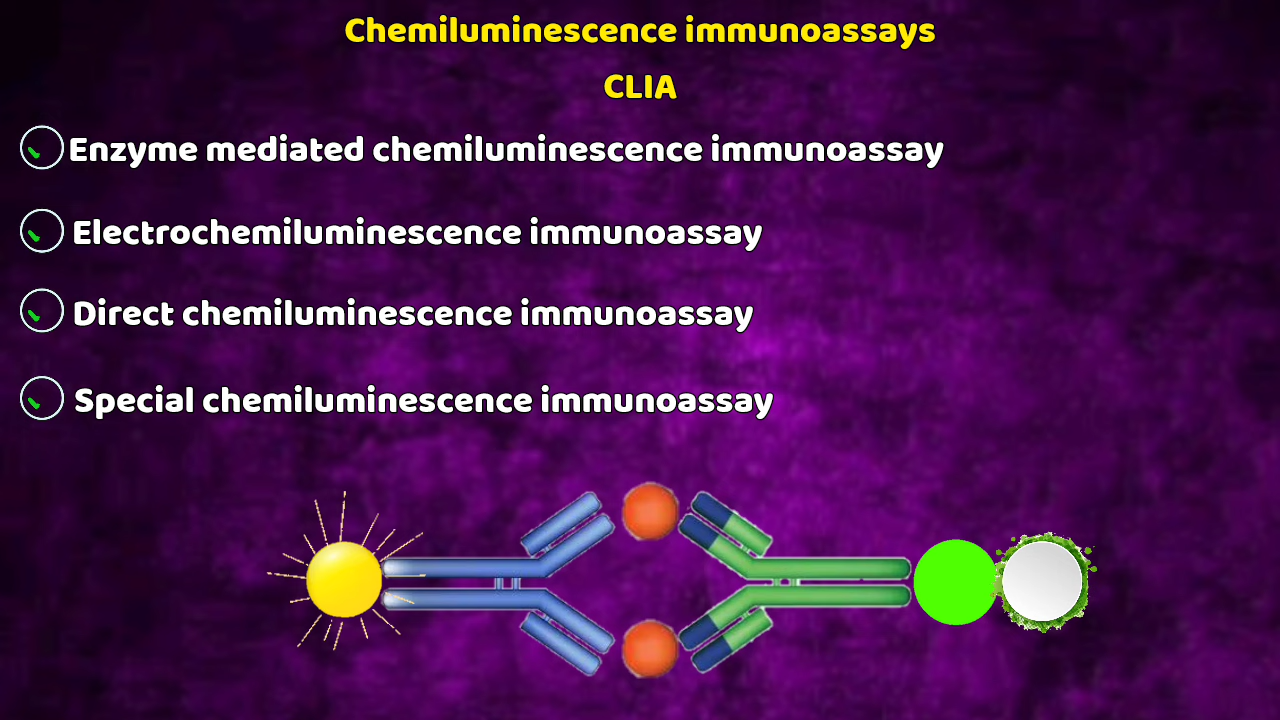 Chemiluminescence immunoassays
CLIA
Enzyme mediated chemiluminescence immunoassay
Electrochemiluminescence immunoassay
Direct chemiluminescence immunoassay
Special chemiluminescence immunoassay